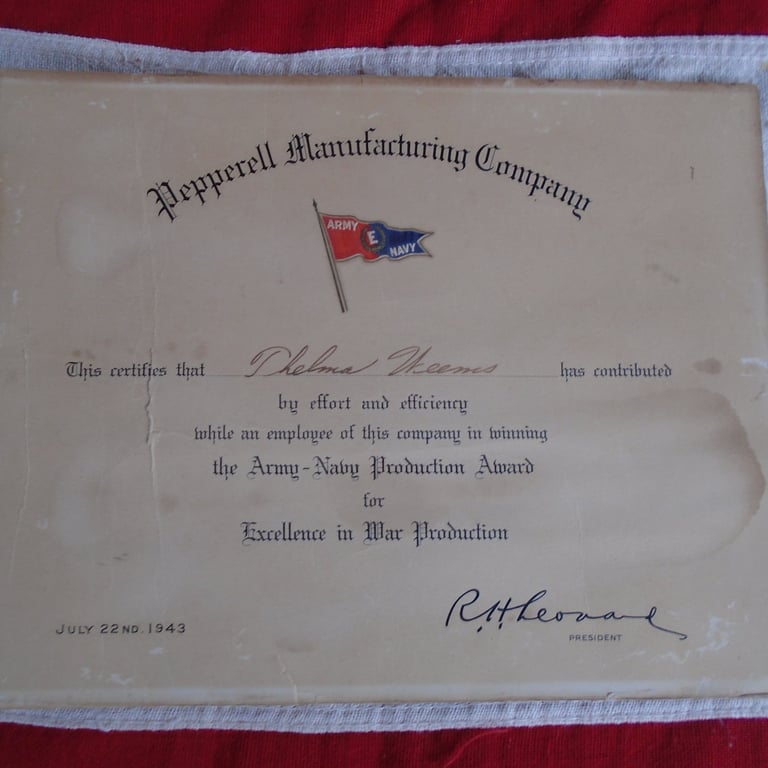 Pepperell Manufacturing Company
ARMY E NAVY
This certifies that Thelma Weems has contributed
by effort and efficiency
while an employee of this company in winning
the Army-Navy Production Award
for
Excellence in War Production
JULY 22ND. 1943
R.H. Leonard
PRESIDENT